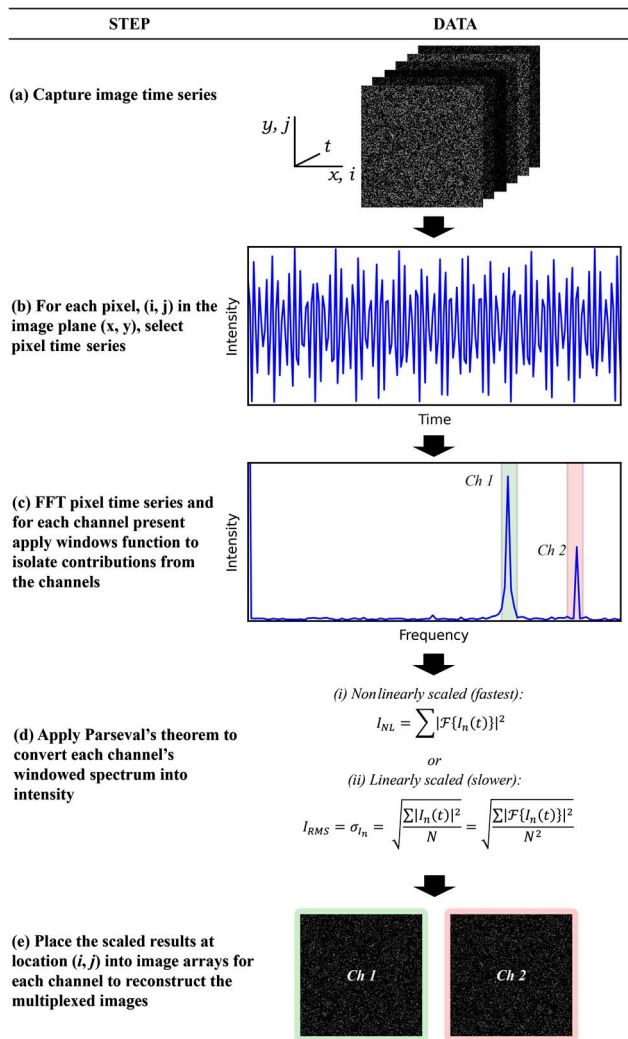 STEP DATA
(a) Capture image time series
y, j
t
x, i
(b) For each pixel, (i, j) in the
image plane (x, y), select
pixel time series
Intensity
Time
(c) FFT pixel time series and
for each channel present
apply windows function to
isolate contributions from
the channels
Intensity
Ch 1
Ch 2
Frequency
(d) Apply Parseval’s theorem to
convert each channel’s
windowed spectrum into
intensity
(i) Nonlinearly scaled (fastest):
I_NL = ∑|ℱ{I_n(t)}|²
or
(ii) Linearly scaled (slower):
I_RMS = σ_{I_n} = √(∑|I_n(t)|²/N) = √(∑|ℱ{I_n(t)}|²/N²)
(e) Place the scaled results at
location (i, j) into image arrays for
each channel to reconstruct the
multiplexed images
Ch 1
Ch 2